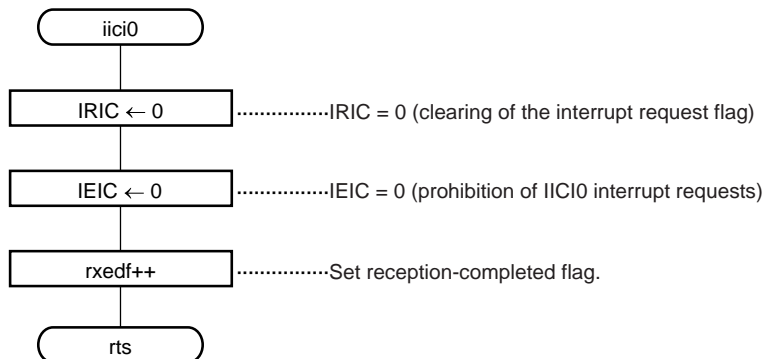 iici0
IRIC ← 0 ................IRIC = 0 (clearing of the interrupt request flag)
IEIC ← 0 ................IEIC = 0 (prohibition of IICI0 interrupt requests)
rxedf++ ................Set reception-completed flag.
rts